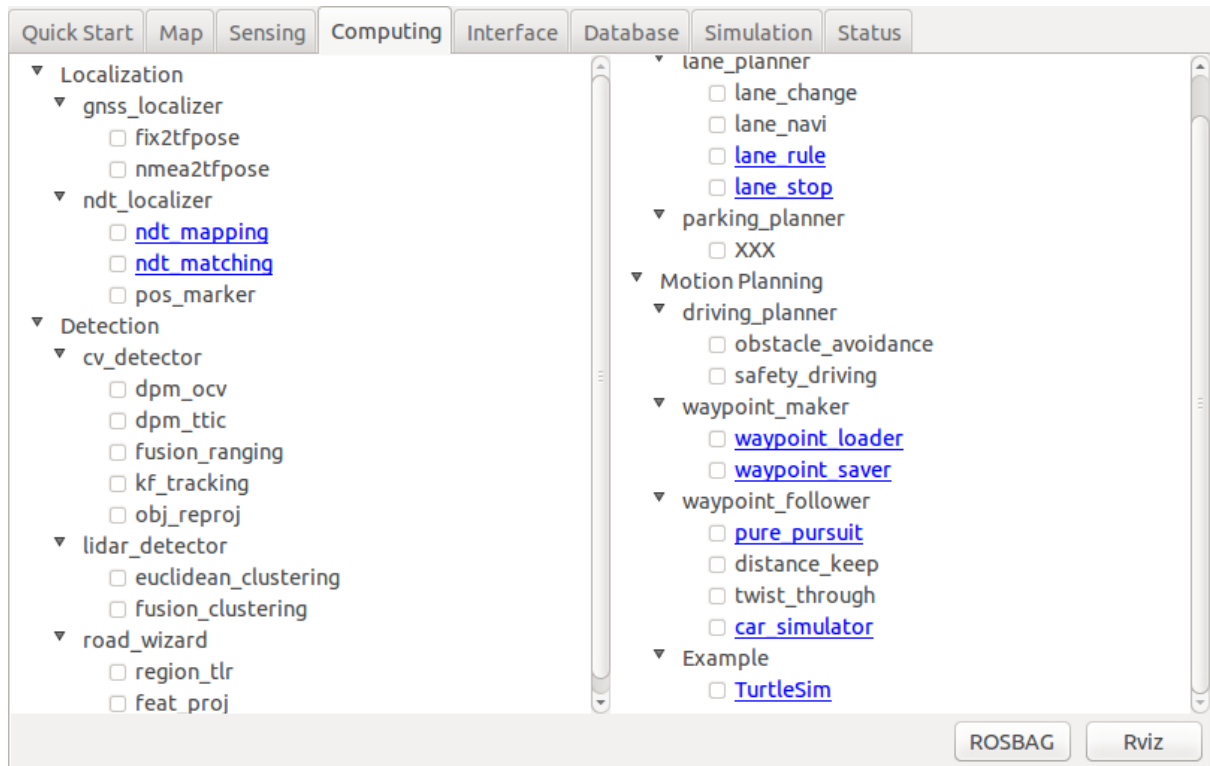 Quick Start Map Sensing Computing Interface Database Simulation Status
Localization
gnss_localizer
fix2tfpose
nmea2tfpose
ndt_localizer
ndt_mapping
ndt_matching
pos_marker
Detection
cv_detector
dpm_ocv
dpm_ttic
fusion_ranging
kf_tracking
obj_reproj
lidar_detector
euclidean_clustering
fusion_clustering
road_wizard
region_tlr
feat_proj
lane_planner
lane_change
lane_navi
lane_rule
lane_stop
parking_planner
XXX
Motion Planning
driving_planner
obstacle_avoidance
safety_driving
waypoint_maker
waypoint_loader
waypoint_saver
waypoint_follower
pure_pursuit
distance_keep
twist_through
car_simulator
Example
TurtleSim
ROSBAG Rviz